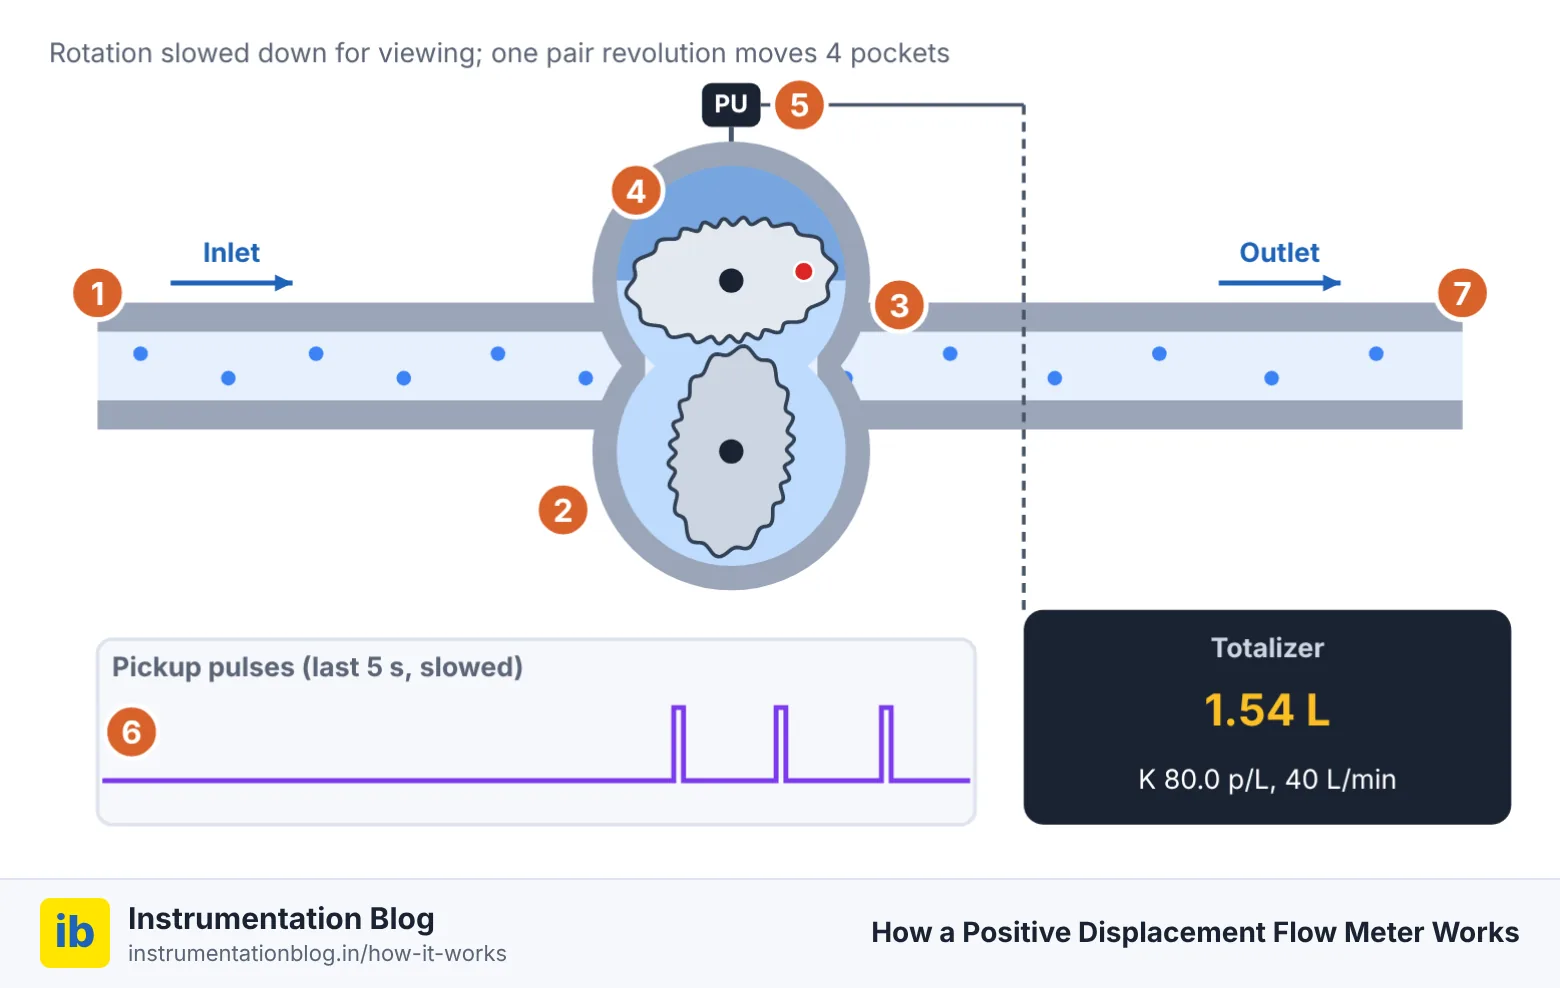 Rotation slowed down for viewing; one pair revolution moves 4 pockets
PU
5
4
Inlet
Outlet
1
3
7
2
Pickup pulses (last 5 s, slowed)
6
Totalizer
1.54 L
K 80.0 p/L, 40 L/min
ib
Instrumentation Blog
instrumentationblog.in/how-it-works
How a Positive Displacement Flow Meter Works